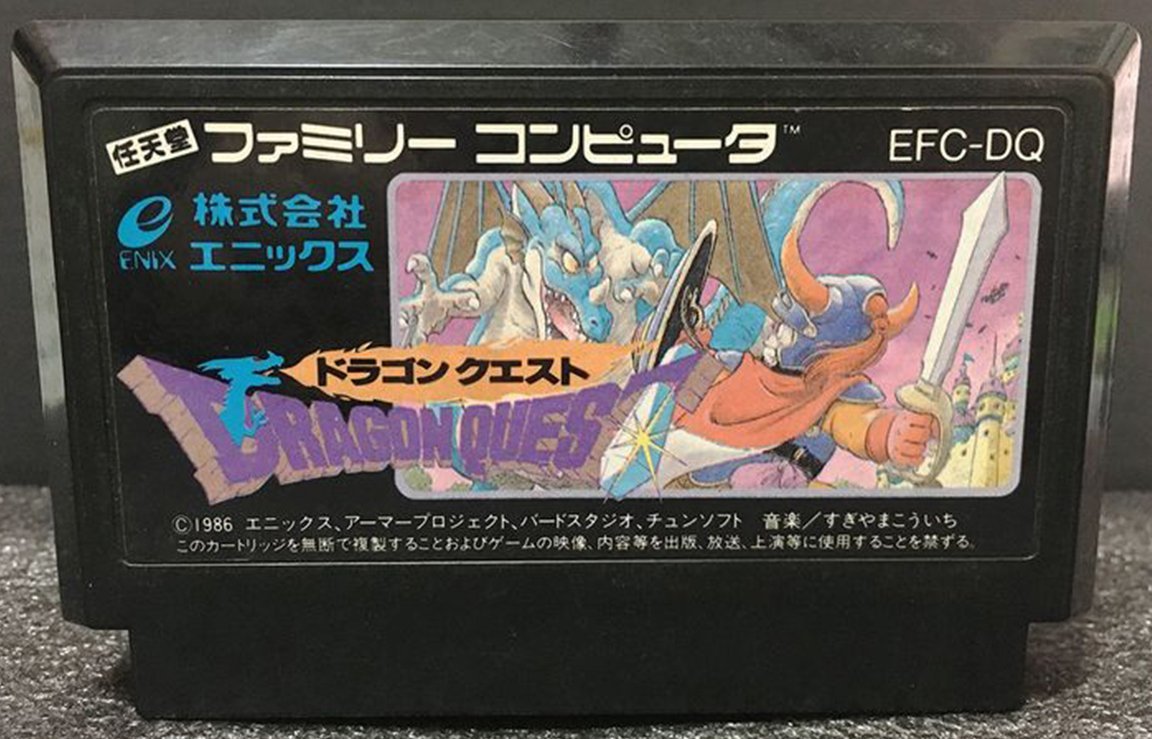 任天堂 ファミリー コンピュータ™ EFC-DQ
株式会社
ENIX エニックス
ドラゴンクエスト
DRAGON QUEST
©1986 エニックス、アーマープロジェクト、バードスタジオ、チュンソフト 音楽/すぎやまこういち
このカートリッジを無断で複製することおよびゲームの映像、内容等を出版、放送、上演等に使用することを禁ずる。